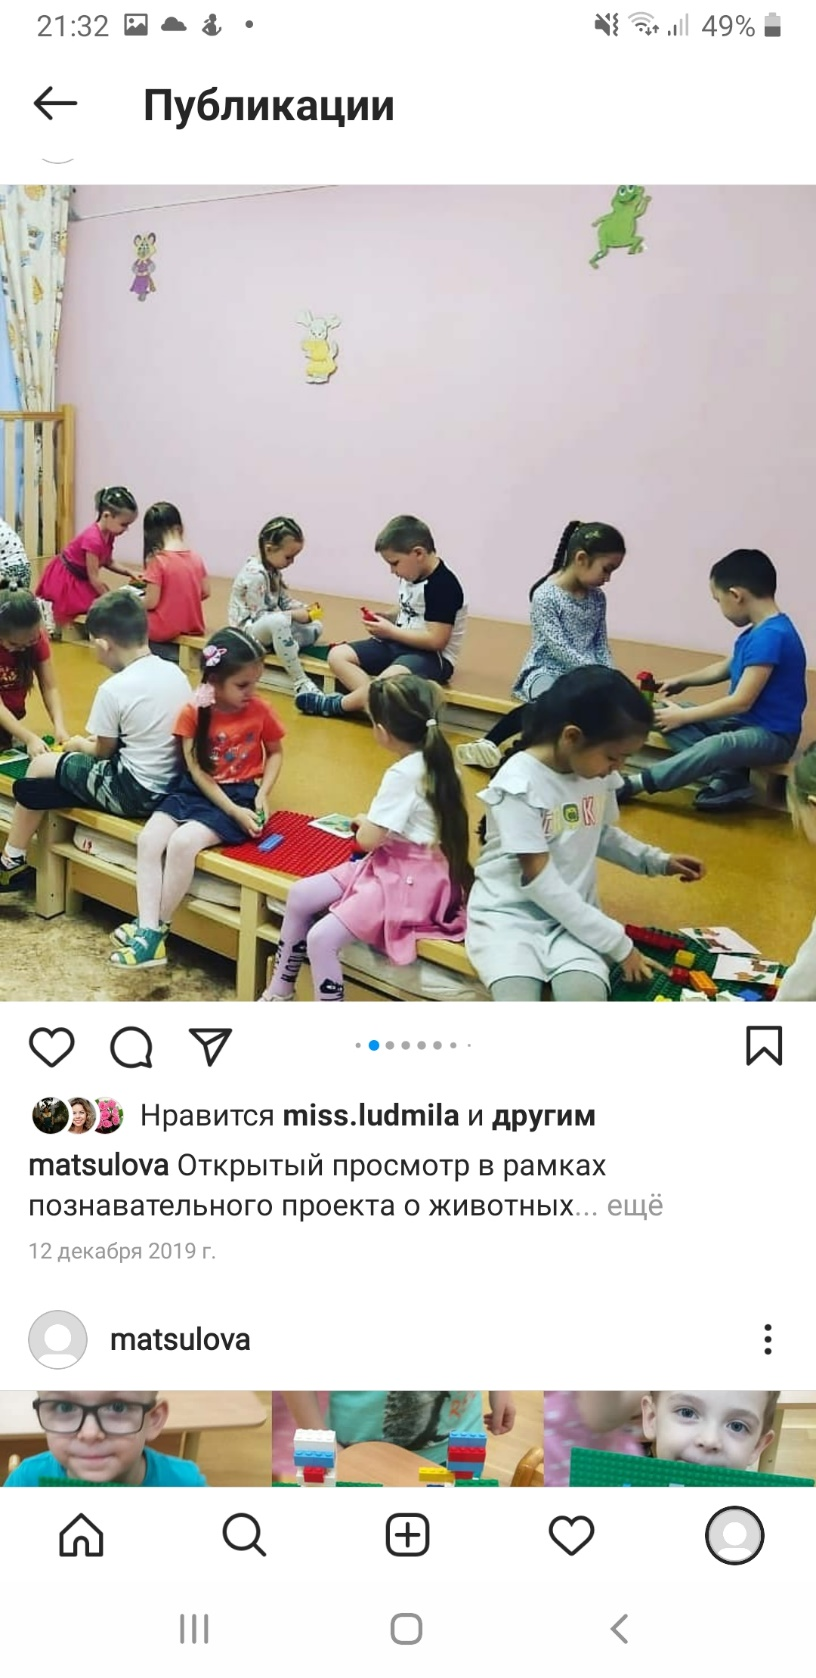 21:32
49%
Публикации
Нравится miss.ludmila и другим
matsulova Открытый просмотр в рамках
познавательного проекта о животных... ещё
12 декабря 2019 г.
matsulova